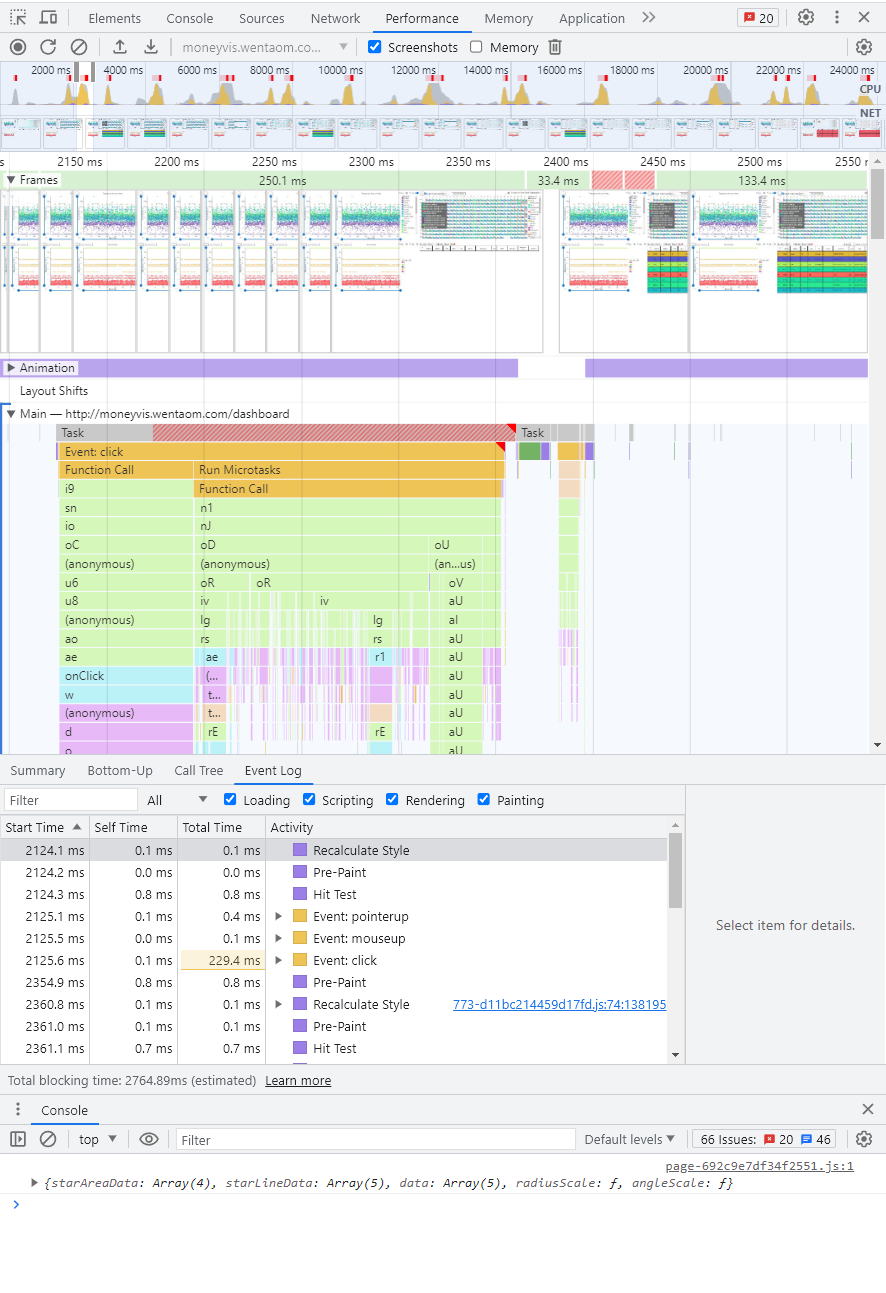 Elements Console Sources Network Performance Memory Application 20
moneyvis.wentaom.co... Screenshots Memory
2000 ms 4000 ms 6000 ms 8000 ms 10000 ms 12000 ms 14000 ms 16000 ms 18000 ms 20000 ms 22000 ms 24000 ms
CPU
NET
s 2150 ms 2200 ms 2250 ms 2300 ms 2350 ms 2400 ms 2450 ms 2500 ms 2550 r
Frames 250.1 ms 33.4 ms 133.4 ms
Animation
Layout Shifts
Main — http://moneyvis.wentaom.com/dashboard
Task Task
Event: click
Function Call Run Microtasks
i9 Function Call
sn n1
io nJ
oC oD oU
(anonymous) (anonymous) (an...us)
u6 oR oR oV
u8 iv iv aU
(anonymous) lg lg al
ao rs rs aU
ae ae r1 aU
onClick (... aU
w t... aU
(anonymous) t... aU
d rE rE aU
o aU
Summary Bottom-Up Call Tree Event Log
Filter All Loading Scripting Rendering Painting
Start Time Self Time Total Time Activity
2124.1 ms 0.1 ms 0.1 ms Recalculate Style
2124.2 ms 0.0 ms 0.0 ms Pre-Paint
2124.3 ms 0.8 ms 0.8 ms Hit Test
2125.1 ms 0.1 ms 0.4 ms Event: pointerup
2125.5 ms 0.0 ms 0.1 ms Event: mouseup
2125.6 ms 0.1 ms 229.4 ms Event: click
2354.9 ms 0.8 ms 0.8 ms Pre-Paint
2360.8 ms 0.1 ms 0.1 ms Recalculate Style 773-d11bc214459d17fd.js:74:138195
2361.0 ms 0.1 ms 0.1 ms Pre-Paint
2361.1 ms 0.7 ms 0.7 ms Hit Test
Select item for details.
Total blocking time: 2764.89ms (estimated) Learn more
Console
top Filter Default levels 66 Issues: 20 46
page-692c9e7df34f2551.js:1
{starAreaData: Array(4), starLineData: Array(5), data: Array(5), radiusScale: ƒ, angleScale: ƒ}